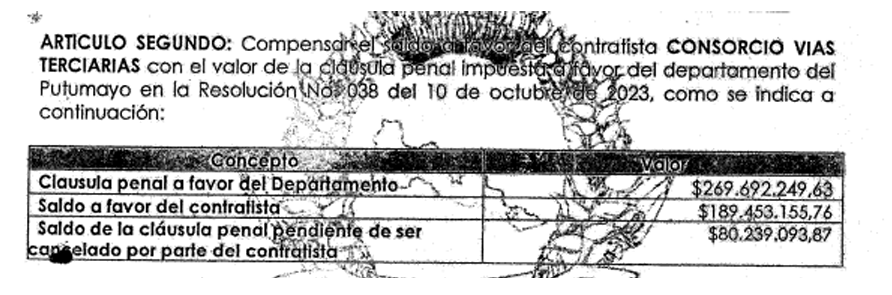 ARTICULO SEGUNDO: Compensar el saldo a favor del contratista CONSORCIO VIAS
TERCIARIAS con el valor de la cláusula penal impuesta a favor del departamento del
Putumayo en la Resolución No. 038 del 10 de octubre de 2023, como se indica a
continuación:
Concepto Valor
Clausula penal a favor del Departamento $269.692.249,63
Saldo a favor del contratista $189.453.155,76
Saldo de la cláusula penal pendiente de ser $80.239.093,87
cancelado por parte del contratista